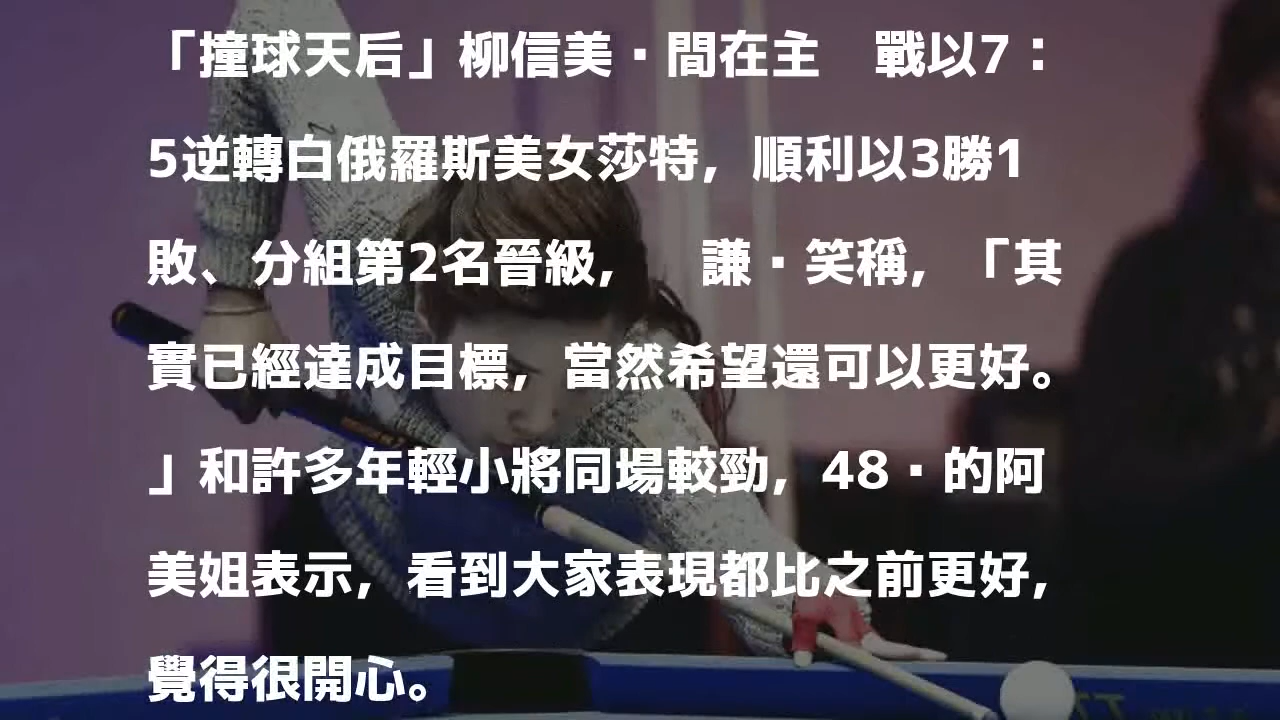 「撞球天后」柳信美·間在主　戰以7：
5逆轉白俄羅斯美女莎特，順利以3勝1
敗、分組第2名晉級，　謙·笑稱，「其
實已經達成目標，當然希望還可以更好。
」和許多年輕小將同場較勁，48·的阿
美姐表示，看到大家表現都比之前更好，
覺得很開心。